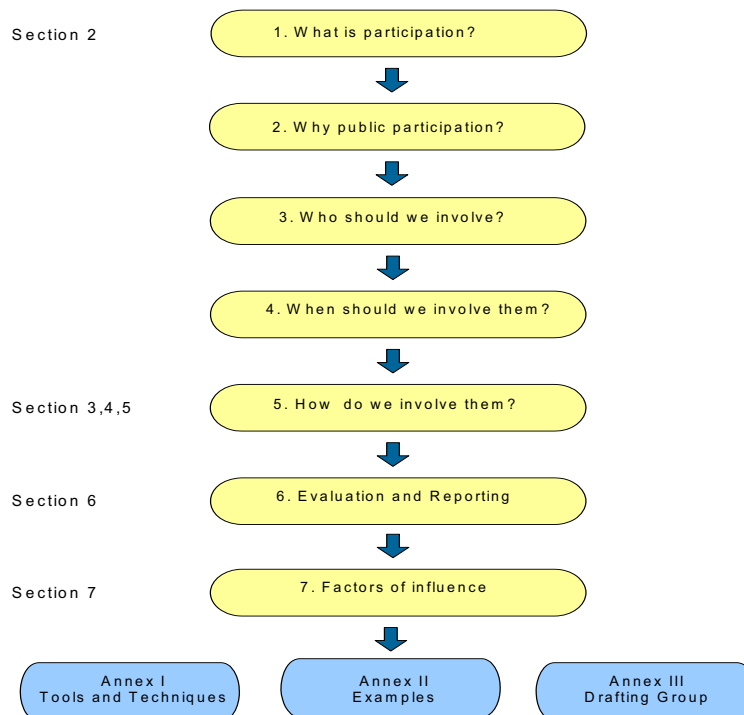 Section 2
1. What is participation?
2. Why public participation?
3. Who should we involve?
4. When should we involve them?
Section 3,4,5
5. How do we involve them?
Section 6
6. Evaluation and Reporting
Section 7
7. Factors of influence
Annex I
Tools and Techniques
Annex II
Examples
Annex III
Drafting Group